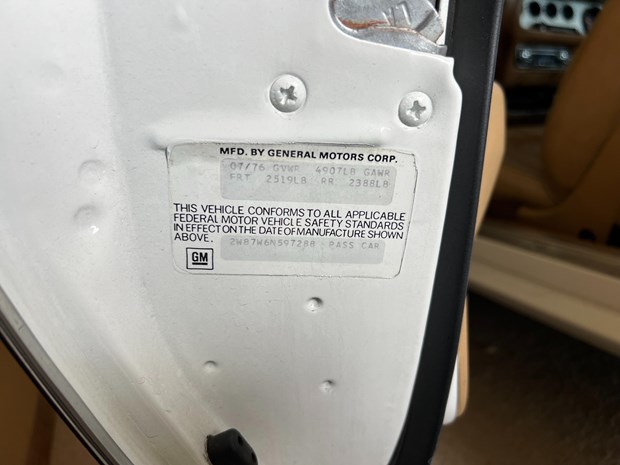 MFD. BY GENERAL MOTORS CORP.
07/76 GVWR 4907LB GAWR
FRT 2519LB RR 2388LB
THIS VEHICLE CONFORMS TO ALL APPLICABLE
FEDERAL MOTOR VEHICLE SAFETY STANDARDS
IN EFFECT ON THE DATE OF MANUFACTURE SHOWN
ABOVE.
2W87W6N597288 PASS CAR
GM